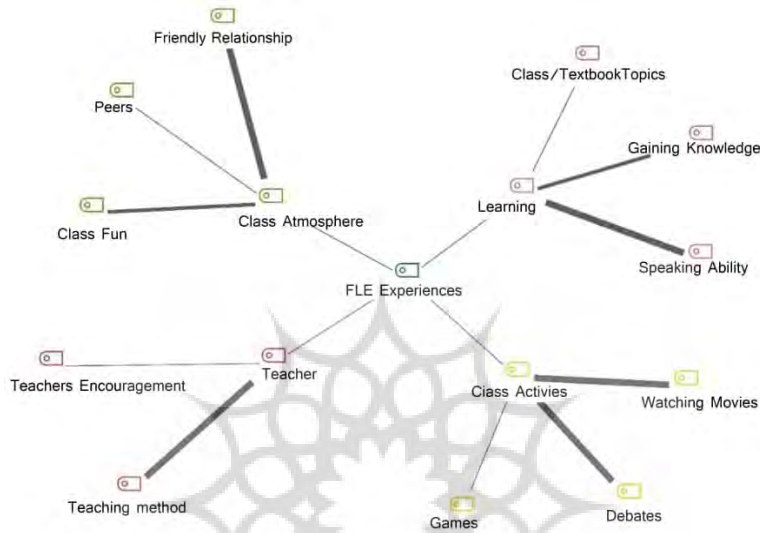 Friendly Relationship
Class/TextbookTopics
Peers
Gaining Knowledge
Class Fun
Class Atmosphere
Learning
Speaking Ability
FLE Experiences
Teachers Encouragement
Teacher
Class Activies
Watching Movies
Teaching method
Games
Debates